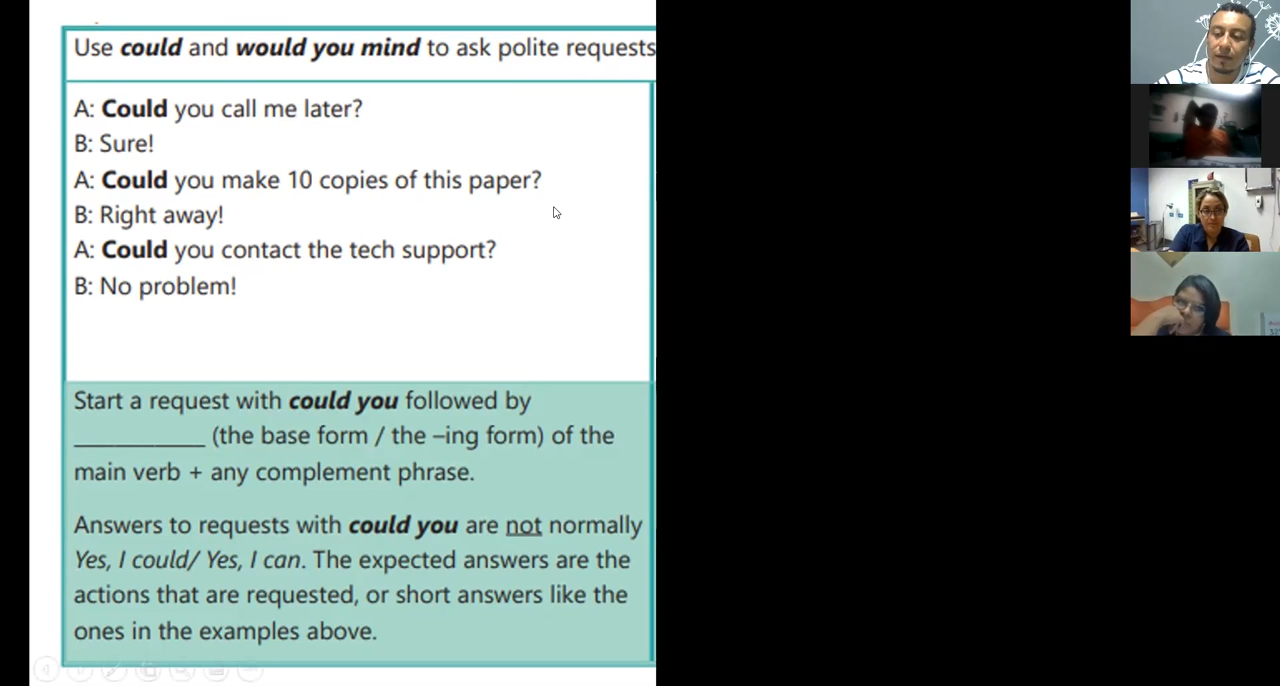 Use could and would you mind to ask polite requests
A: Could you call me later?
B: Sure!
A: Could you make 10 copies of this paper?
B: Right away!
A: Could you contact the tech support?
B: No problem!
Start a request with could you followed by
___________ (the base form / the –ing form) of the
main verb + any complement phrase.
Answers to requests with could you are not normally
Yes, I could/ Yes, I can. The expected answers are the
actions that are requested, or short answers like the
ones in the examples above.